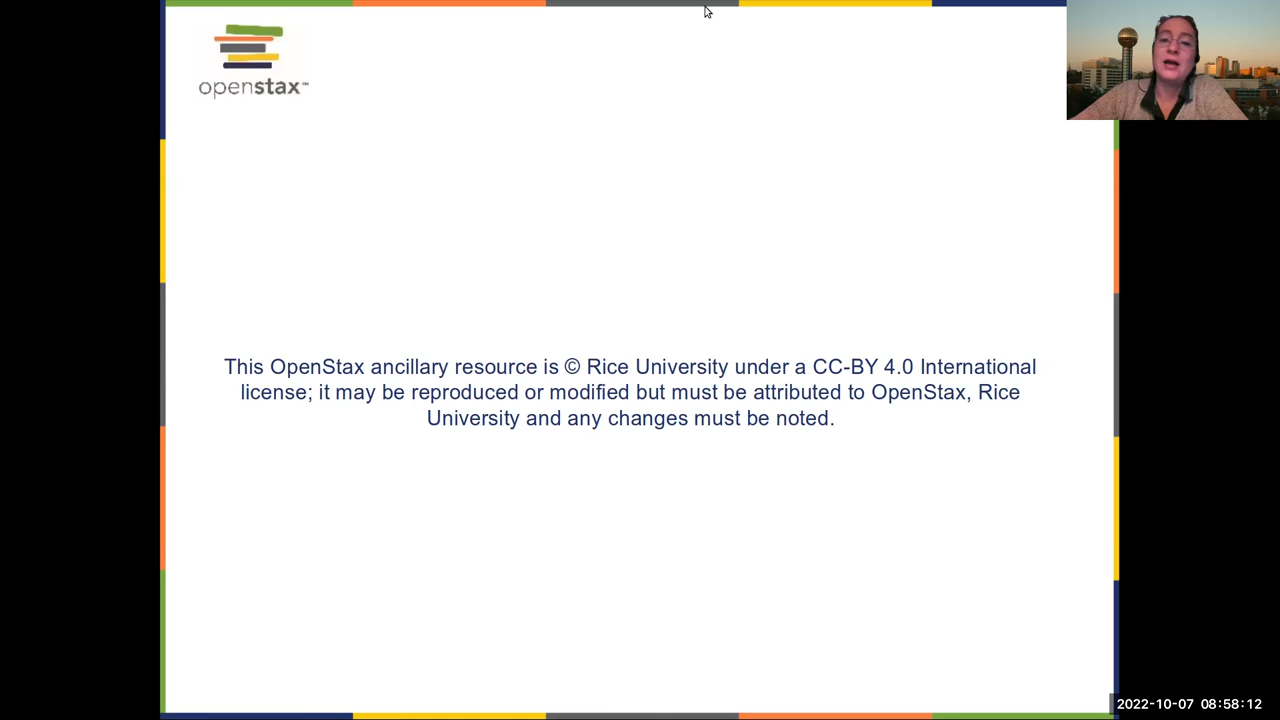 openstax™
This OpenStax ancillary resource is © Rice University under a CC-BY 4.0 International
license; it may be reproduced or modified but must be attributed to OpenStax, Rice
University and any changes must be noted.
2022-10-07 08:58:12